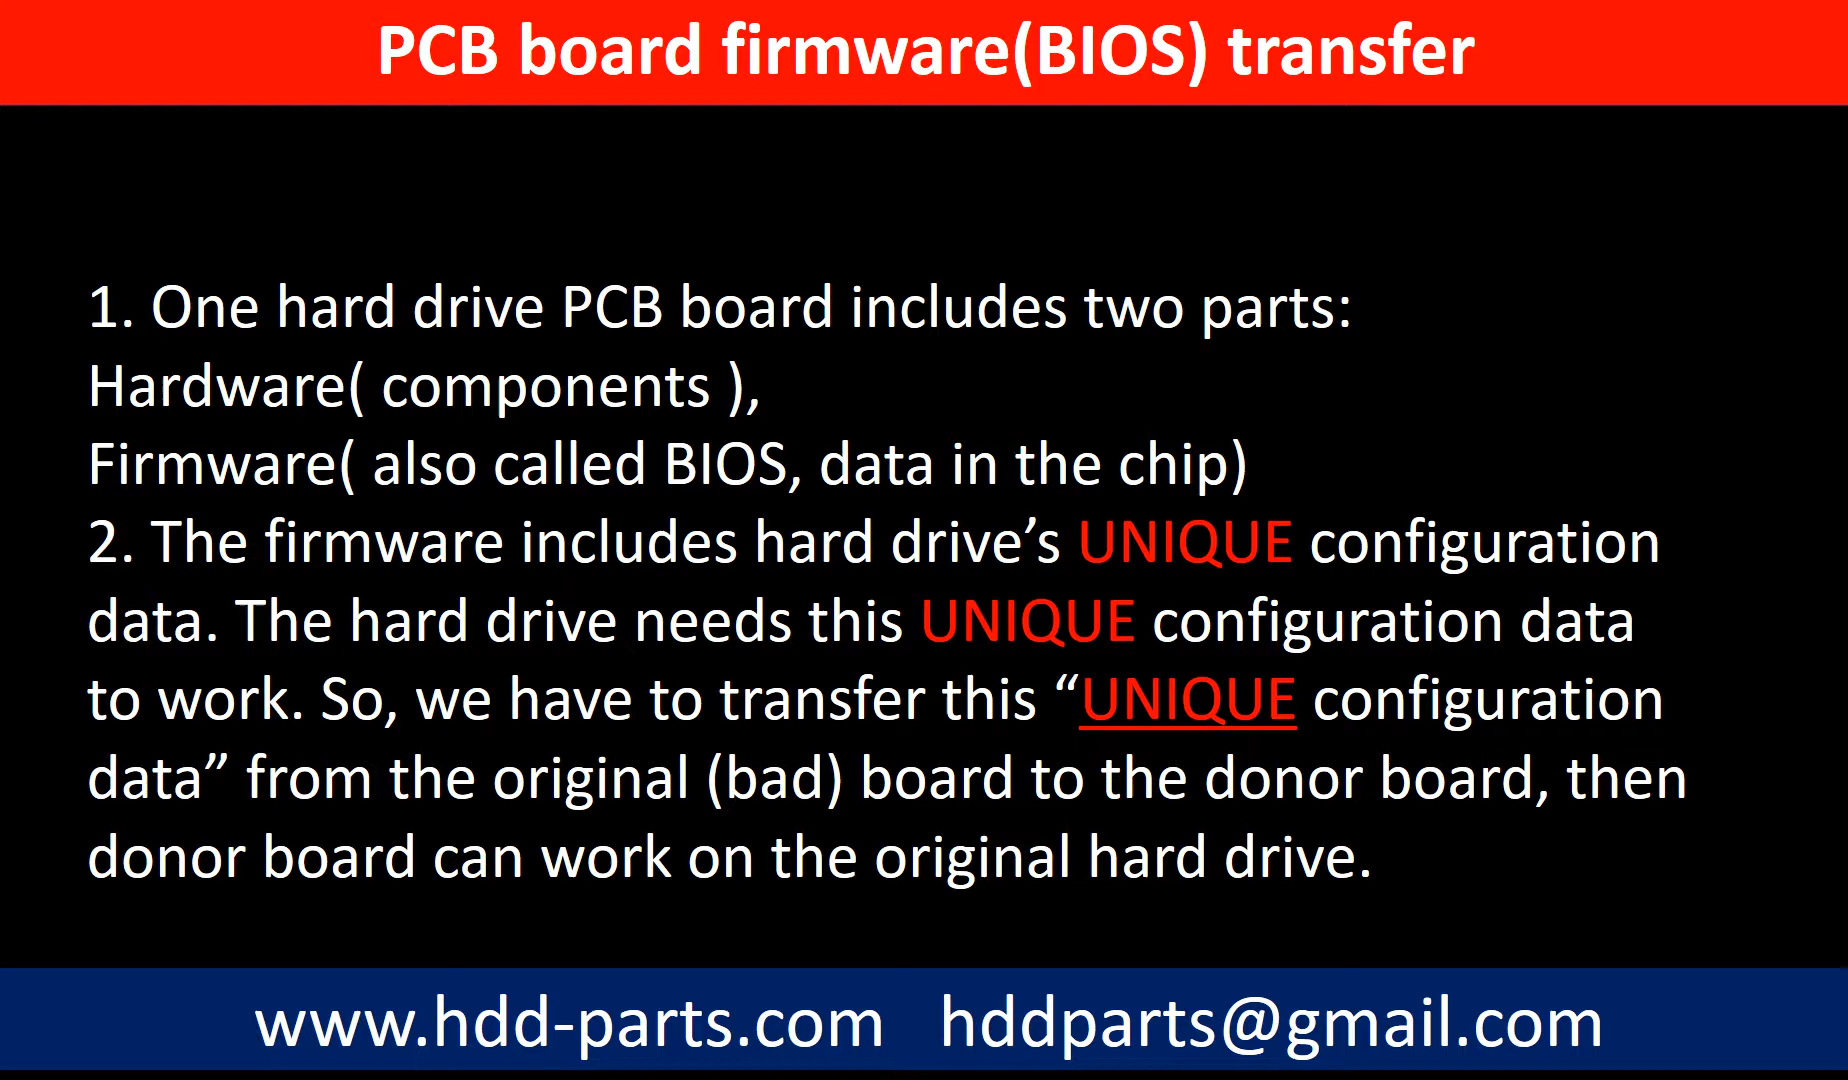 PCB board firmware(BIOS) transfer
1. One hard drive PCB board includes two parts:
Hardware( components ),
Firmware( also called BIOS, data in the chip)
2. The firmware includes hard drive’s UNIQUE configuration
data. The hard drive needs this UNIQUE configuration data
to work. So, we have to transfer this “UNIQUE configuration
data” from the original (bad) board to the donor board, then
donor board can work on the original hard drive.
www.hdd-parts.com hddparts@gmail.com